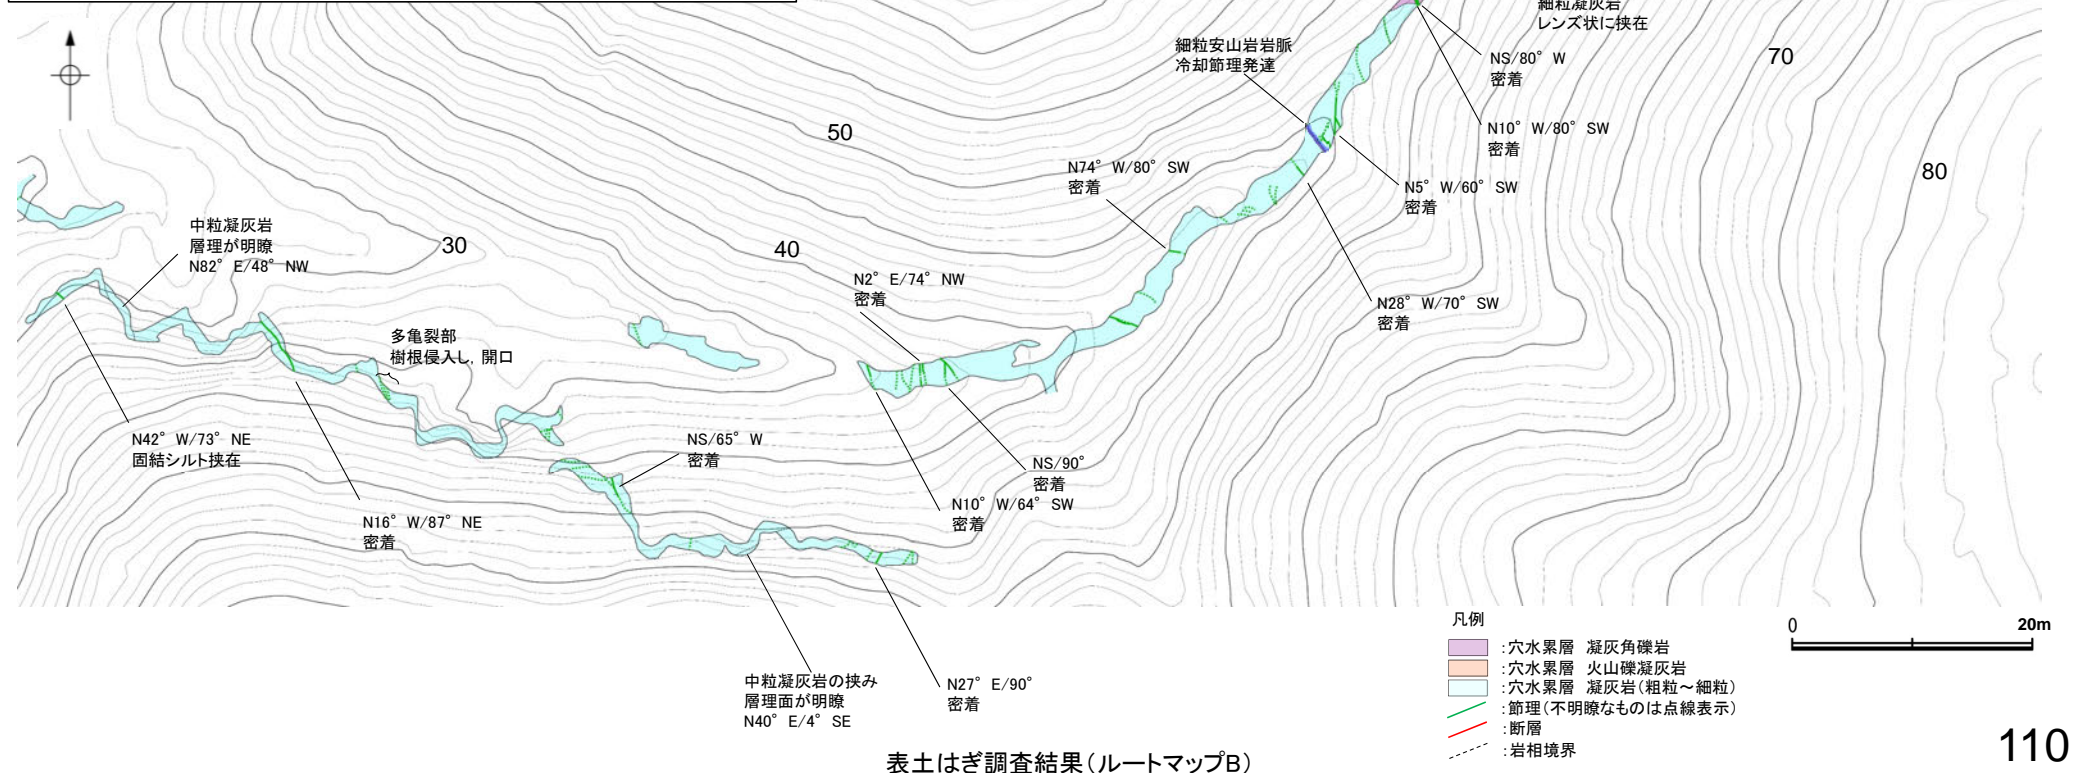 細粒凝灰岩
レンズ状に挟在
細粒安山岩岩脈
冷却節理発達
NS/80° W
密着
70
50
N10° W/80° SW
密着
N74° W/80° SW
密着
80
N5° W/60° SW
密着
中粒凝灰岩
層理が明瞭
N82° E/48° NW
30
40
N2° E/74° NW
密着
N28° W/70° SW
密着
多亀裂部
樹根侵入し，開口
N42° W/73° NE
固結シルト挟在
NS/65° W
密着
NS/90°
密着
N10° W/64° SW
密着
N16° W/87° NE
密着
中粒凝灰岩の挟み
層理面が明瞭
N40° E/4° SE
N27° E/90°
密着
凡例
：穴水累層 凝灰角礫岩
：穴水累層 火山礫凝灰岩
：穴水累層 凝灰岩（粗粒～細粒）
：節理（不明瞭なものは点線表示）
：断層
：岩相境界
0 20m
表土はぎ調査結果（ルートマップB）
110